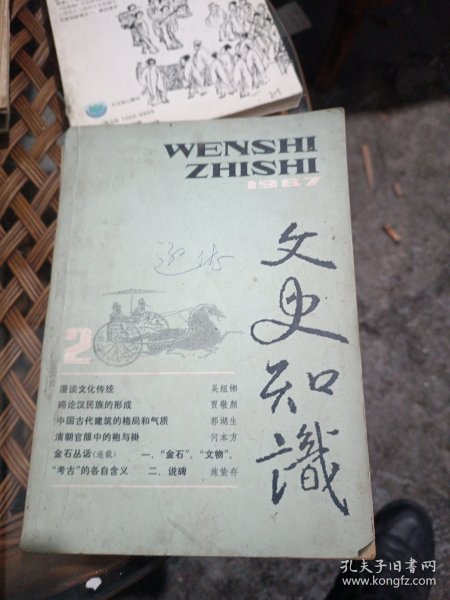 WENSHI
ZHISHI
1987
文史知識
2
漫谈文化传统 吴组缃
略论汉民族的形成 贾敬颜
中国古代建筑的格局和气质 郭湖生
清朝官服中的袍与褂 何本方
金石丛话(连载) 一、“金石”、“文物”、
“考古”的各自含义 二、说碑 施蛰存
孔夫子旧书网
www.kongfz.com